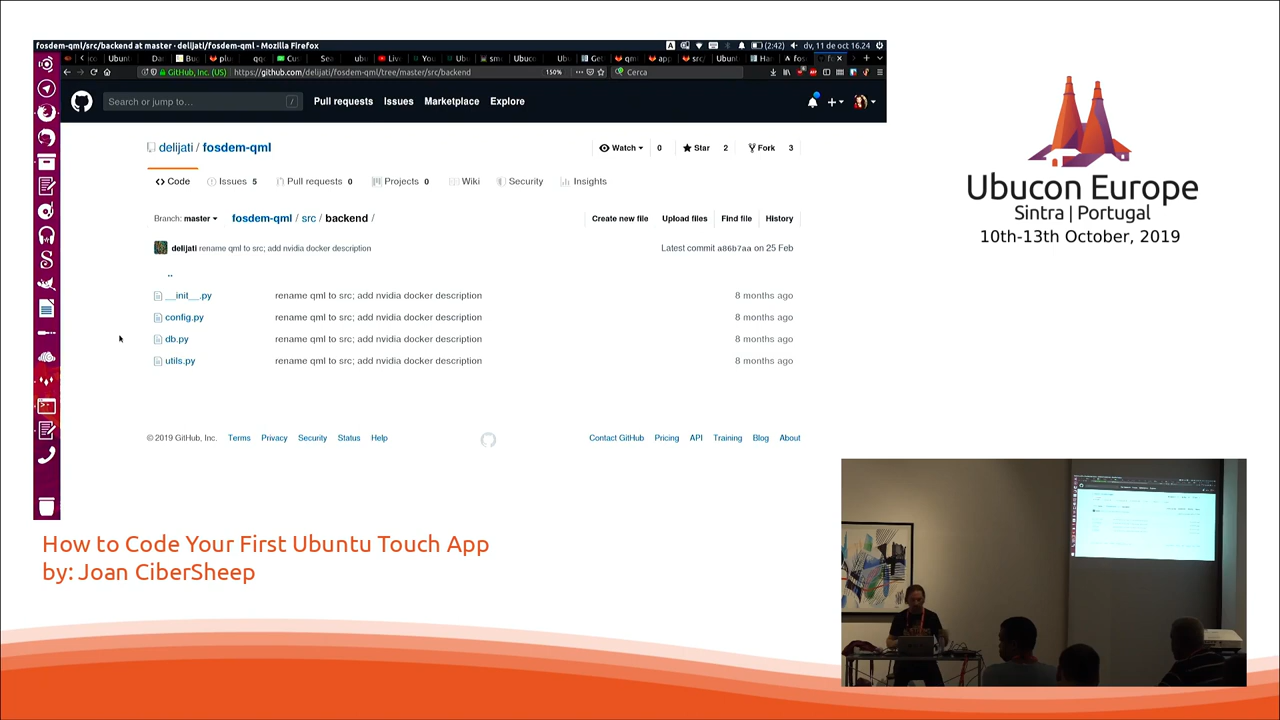 fosdem-qml/src/backend at master · delijati/fosdem-qml - Mozilla Firefox
(2:42) dv, 11 de oct 16.24
GitHub, Inc. (US) https://github.com/delijati/fosdem-qml/tree/master/src/backend 150% Cerca
Search or jump to… /
Pull requests Issues Marketplace Explore
delijati / fosdem-qml
Watch 0 Star 2 Fork 3
Code Issues 5 Pull requests 0 Projects 0 Wiki Security Insights
Branch: master fosdem-qml / src / backend /
Create new file Upload files Find file History
delijati rename qml to src; add nvidia docker description
Latest commit a86b7aa on 25 Feb
..
__init__.py rename qml to src; add nvidia docker description 8 months ago
config.py rename qml to src; add nvidia docker description 8 months ago
db.py rename qml to src; add nvidia docker description 8 months ago
utils.py rename qml to src; add nvidia docker description 8 months ago
© 2019 GitHub, Inc. Terms Privacy Security Status Help
Contact GitHub Pricing API Training Blog About
Ubucon Europe
Sintra | Portugal
10th-13th October, 2019
How to Code Your First Ubuntu Touch App
by: Joan CiberSheep